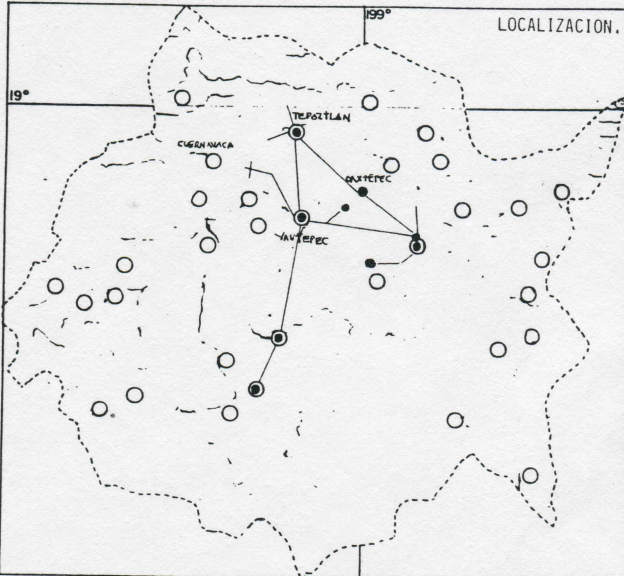 LOCALIZACION.
199°
19°
TEPOZTLAN
CUERNAVACA
OAXTEPEC
YAUTEPEC